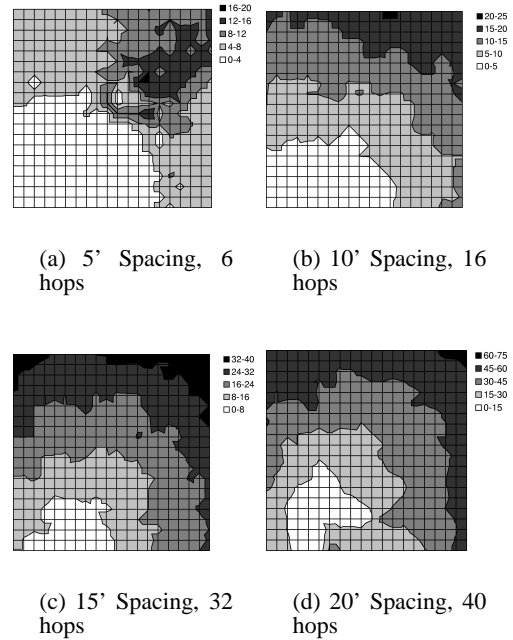 16-20
12-16
8-12
4-8
0-4
20-25
15-20
10-15
5-10
0-5
(a) 5’ Spacing, 6
hops
(b) 10’ Spacing, 16
hops
32-40
24-32
16-24
8-16
0-8
60-75
45-60
30-45
15-30
0-15
(c) 15’ Spacing, 32
hops
(d) 20’ Spacing, 40
hops